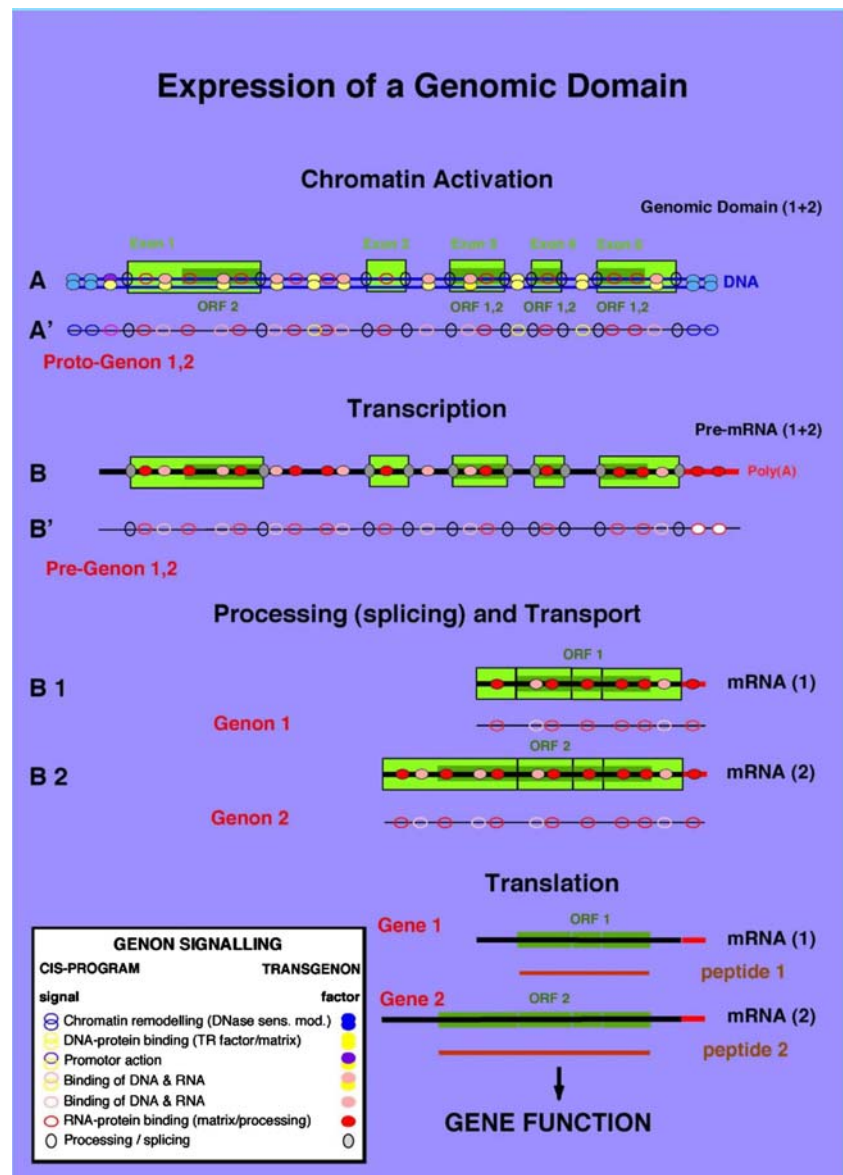 Expression of a Genomic Domain
Chromatin Activation
Genomic Domain (1+2)
Exon 1 Exon 2 Exon 3 Exon 4 Exon 5
A DNA
ORF 2 ORF 1,2 ORF 1,2 ORF 1,2
A'
Proto-Genon 1,2
Transcription
Pre-mRNA (1+2)
B Poly(A)
B'
Pre-Genon 1,2
Processing (splicing) and Transport
ORF 1
B 1 mRNA (1)
Genon 1
ORF 2
B 2 mRNA (2)
Genon 2
Translation
Gene 1 ORF 1
mRNA (1)
peptide 1
Gene 2 ORF 2
mRNA (2)
peptide 2
GENE FUNCTION
GENON SIGNALLING
CIS-PROGRAM TRANSGENON
signal factor
Chromatin remodelling (DNase sens. mod.)
DNA-protein binding (TR factor/matrix)
Promotor action
Binding of DNA & RNA
Binding of DNA & RNA
RNA-protein binding (matrix/processing)
Processing / splicing